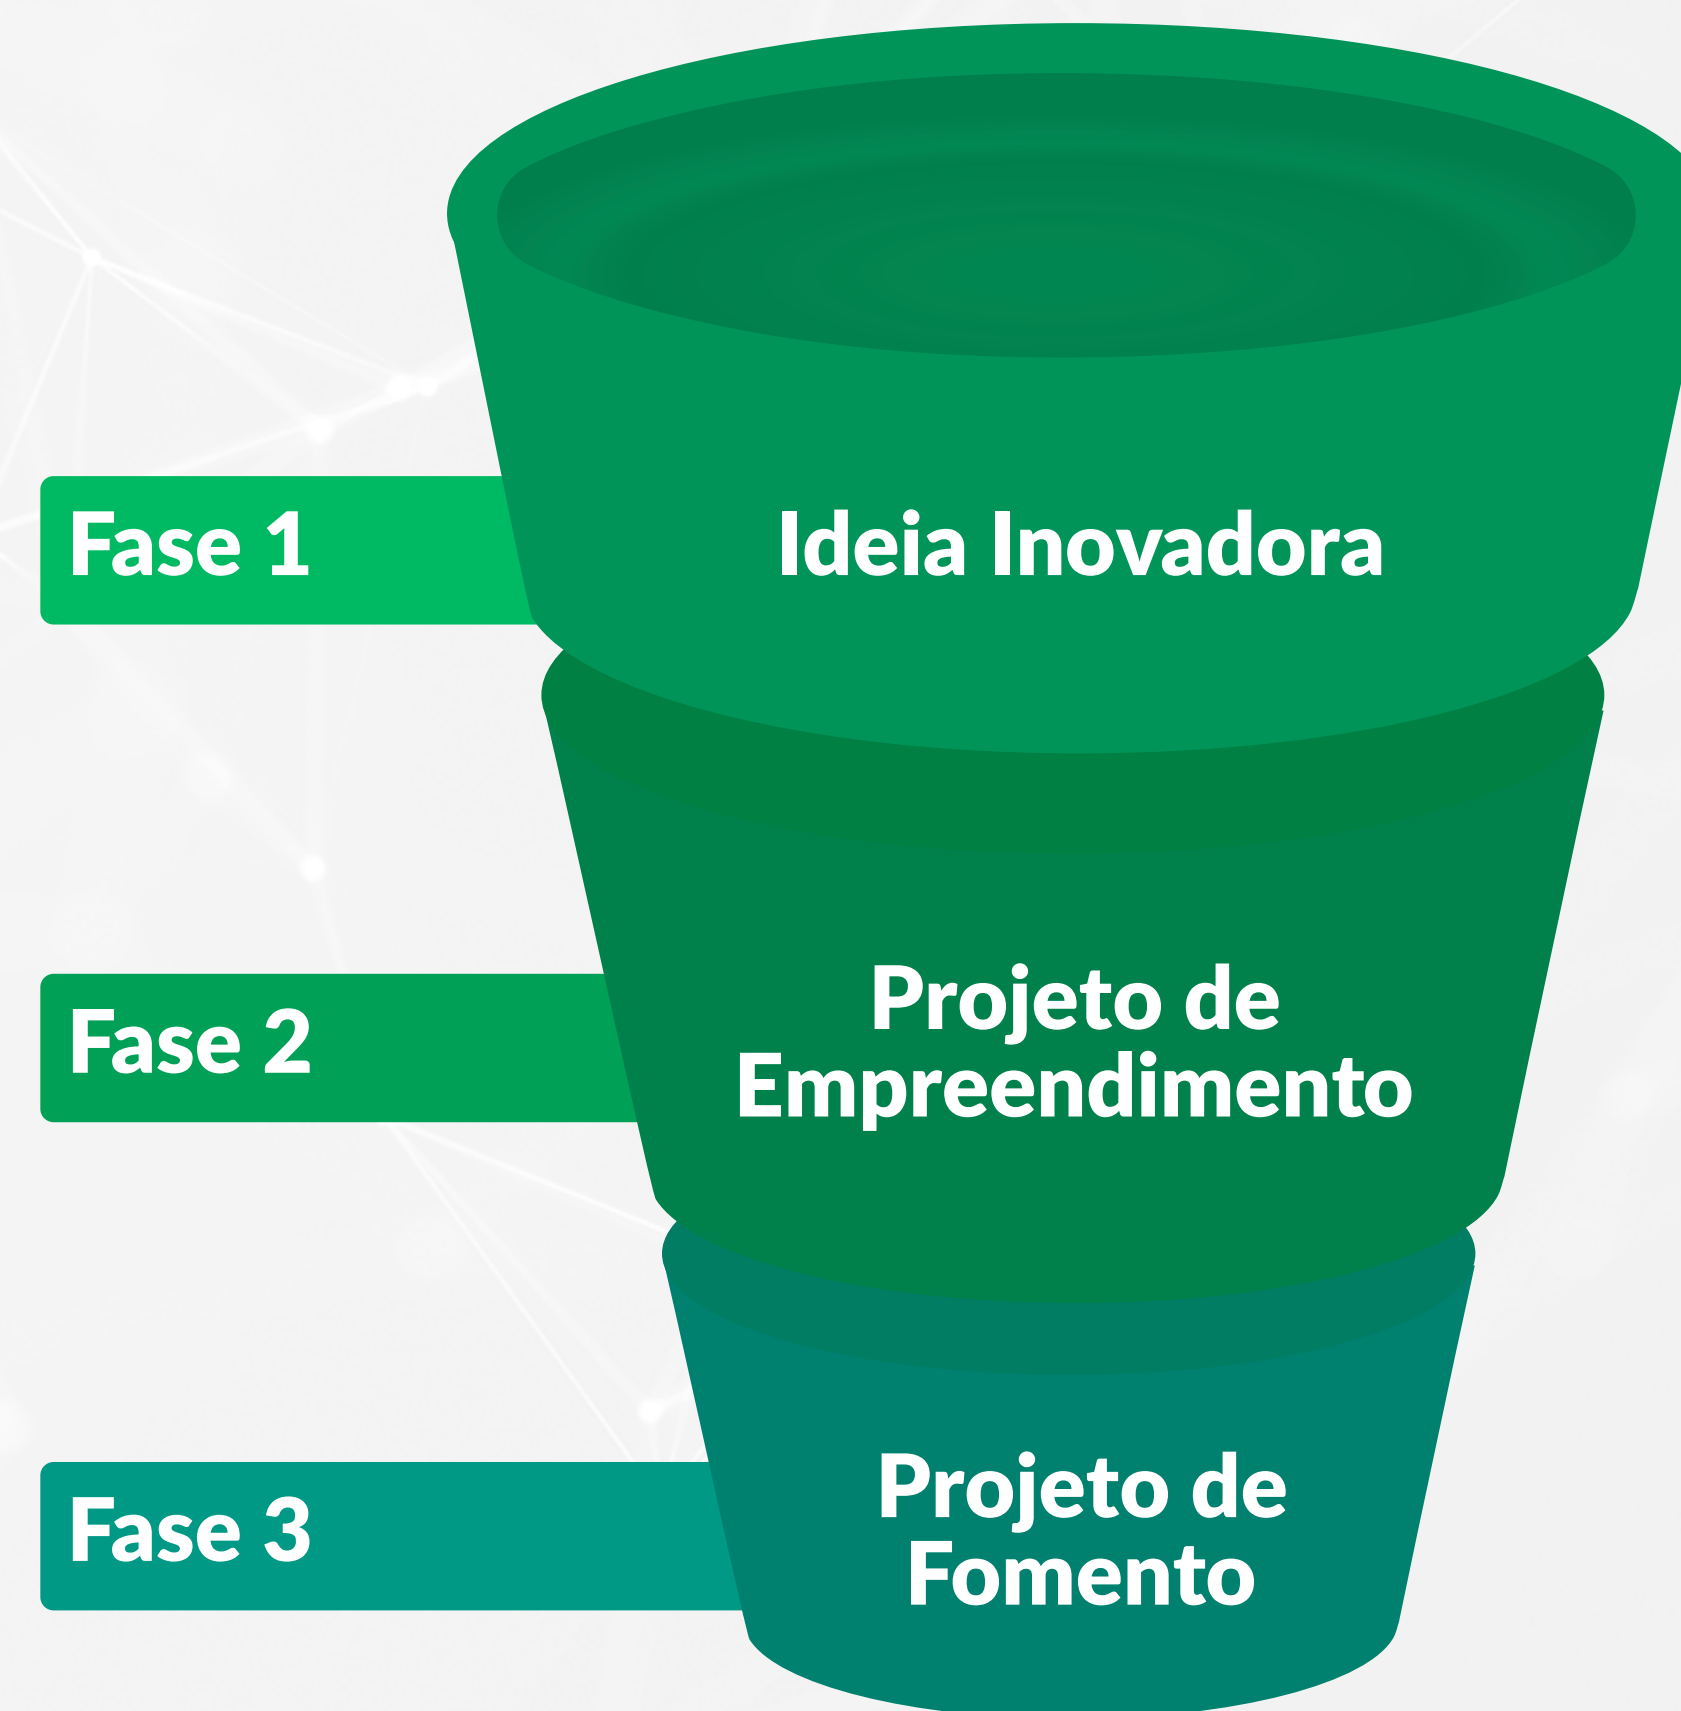 Fase 1
Ideia Inovadora
Fase 2
Projeto de
Empreendimento
Fase 3
Projeto de
Fomento